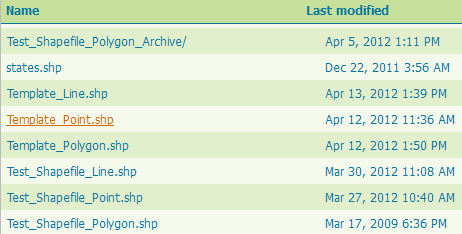 Name Last modified
Test_Shapefile_Polygon_Archive/ Apr 5, 2012 1:11 PM
states.shp Dec 22, 2011 3:56 AM
Template_Line.shp Apr 13, 2012 1:39 PM
Template_Point.shp Apr 12, 2012 11:36 AM
Template_Polygon.shp Apr 12, 2012 1:50 PM
Test_Shapefile_Line.shp Mar 30, 2012 11:08 AM
Test_Shapefile_Point.shp Mar 27, 2012 10:40 AM
Test_Shapefile_Polygon.shp Mar 17, 2009 6:36 PM